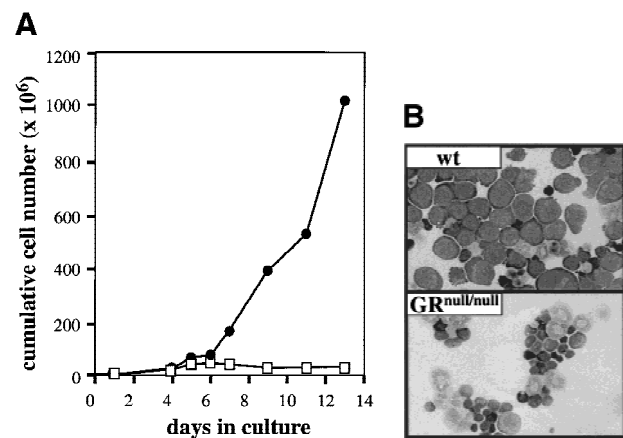 A
cumulative cell number (x 10⁶)
1200
1000
800
600
400
200
0
0 2 4 6 8 10 12 14
days in culture
B
wt
GRnull/null